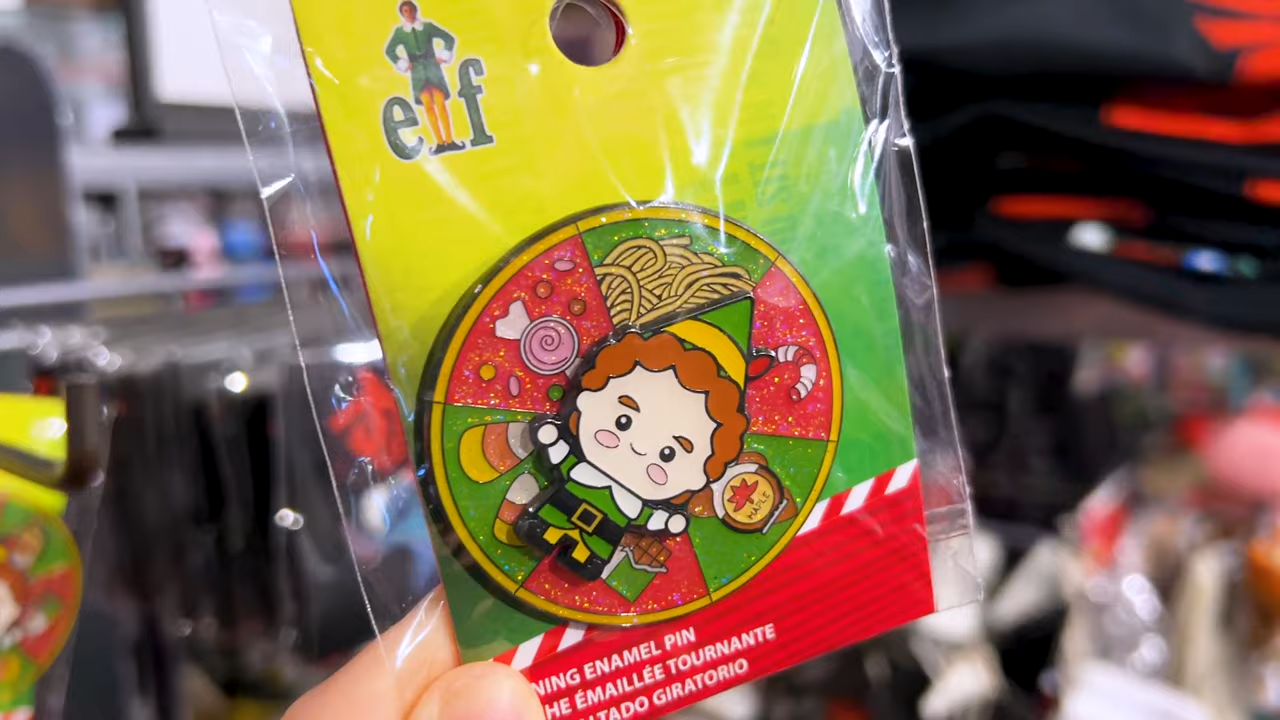 elf
MAPLE
NING ENAMEL PIN
HE ÉMAILLÉE TOURNANTE
LTADO GIRATORIO